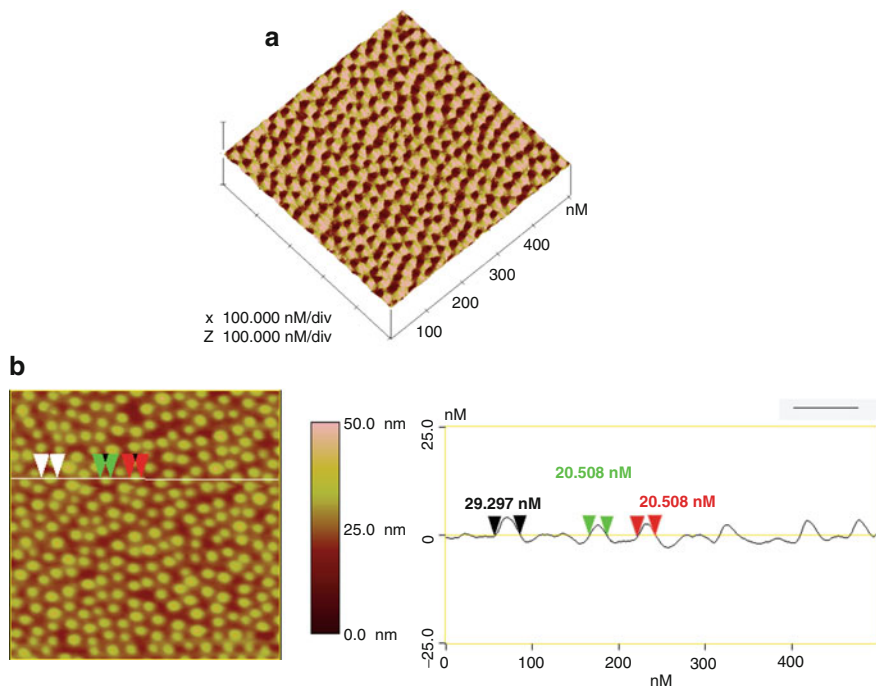 a
nM
400
300
200
100
x 100.000 nM/div
Z 100.000 nM/div
b
50.0 nm
25.0 nm
0.0 nm
nM
25.0
0
−25.0
29.297 nM
20.508 nM
20.508 nM
0 100 200 300 400
nM